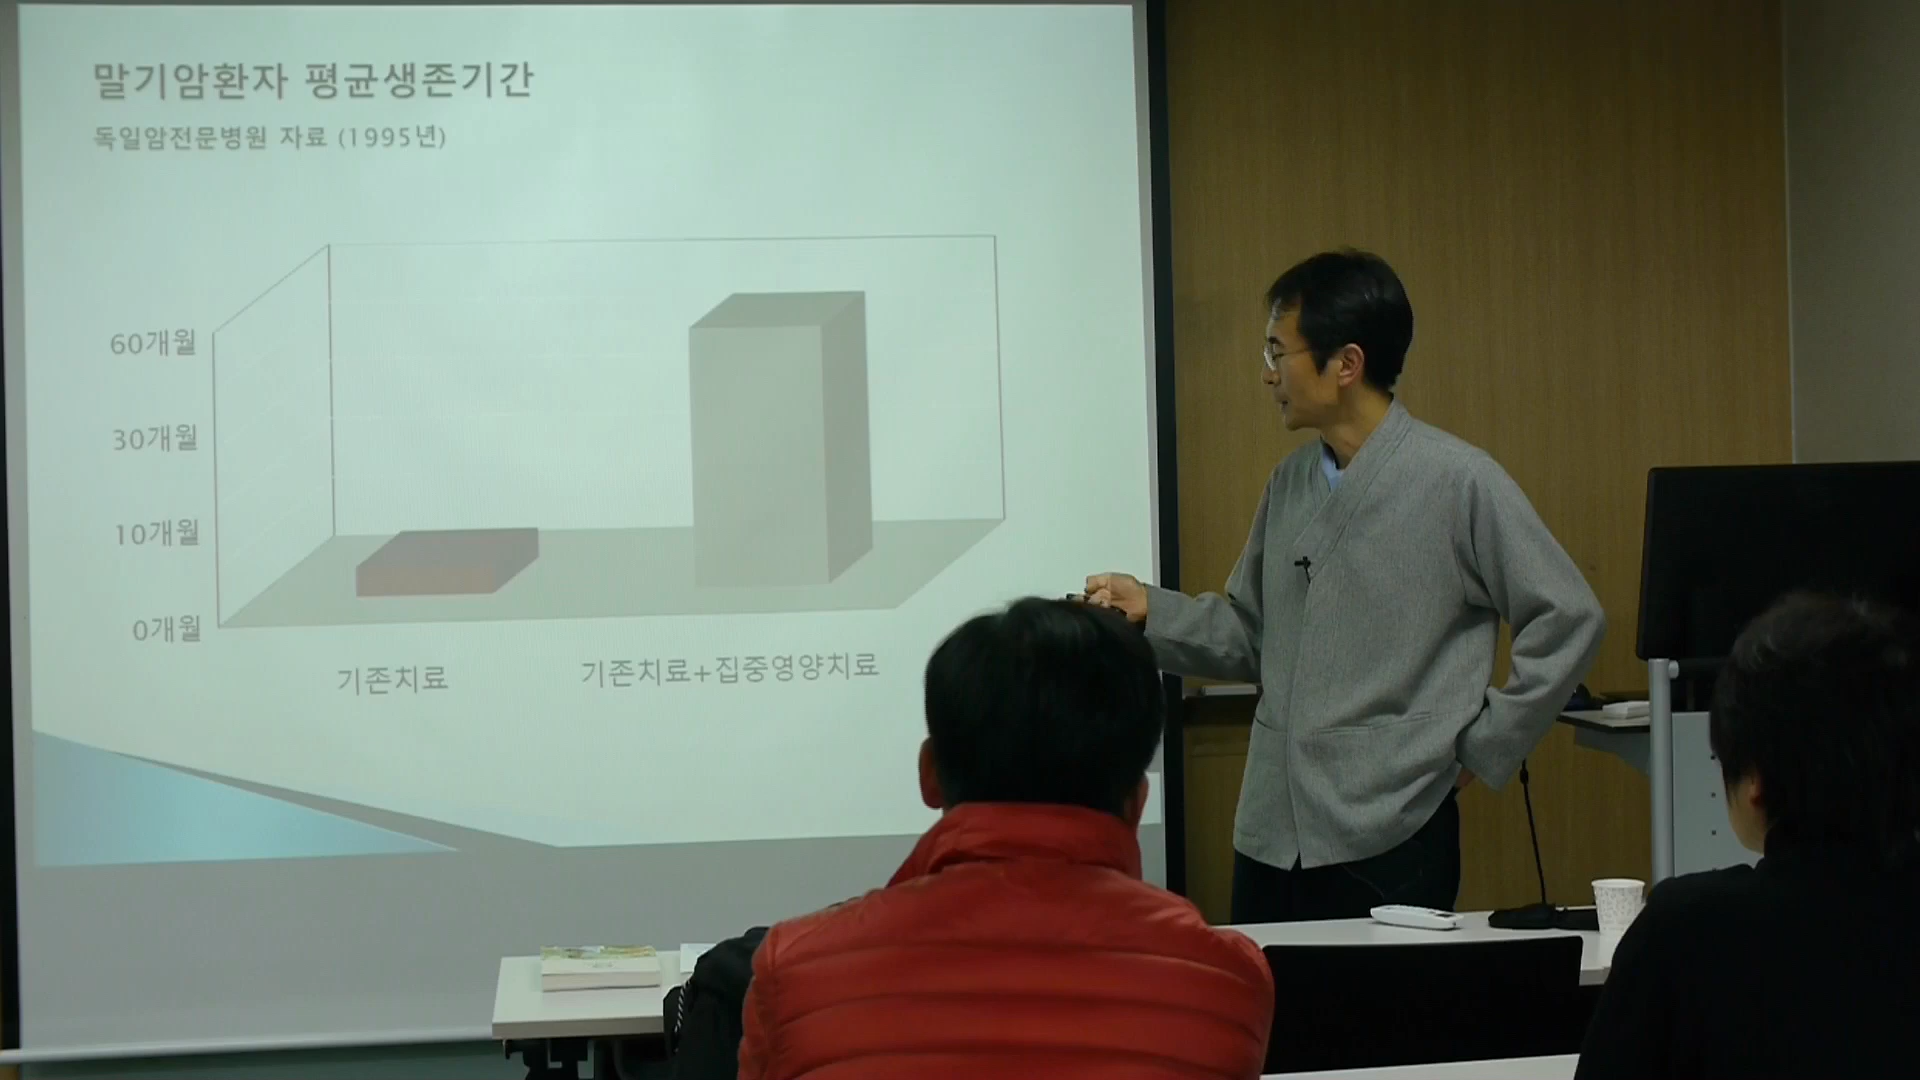 말기암환자 평균생존기간
독일암전문병원 자료 (1995년)
60개월
30개월
10개월
0개월
기존치료
기존치료+집중영양치료